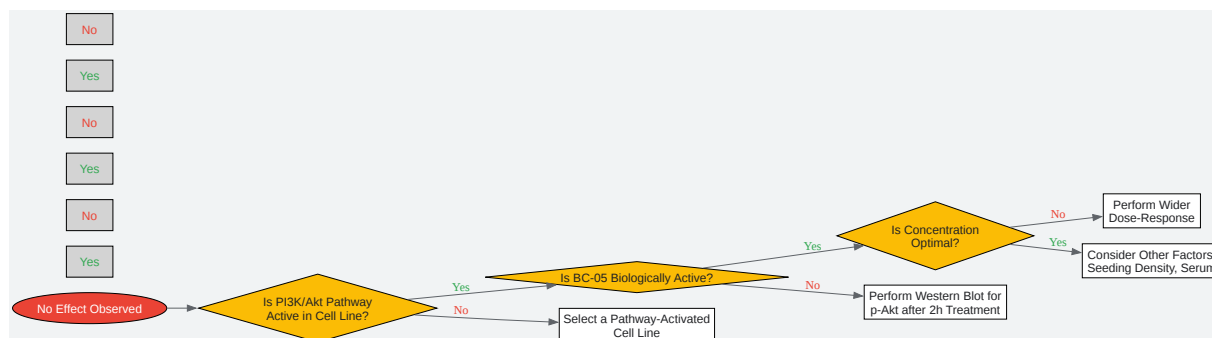 No
Yes
No
Yes
No
Yes
No Effect Observed
Is PI3K/Akt Pathway
Active in Cell Line?
Yes
No
Select a Pathway-Activated
Cell Line
Is BC-05 Biologically Active?
Yes
No
Perform Western Blot for
p-Akt after 2h Treatment
Is Concentration
Optimal?
No
Yes
Perform Wider
Dose-Response
Consider Other Factors
Seeding Density, Serum